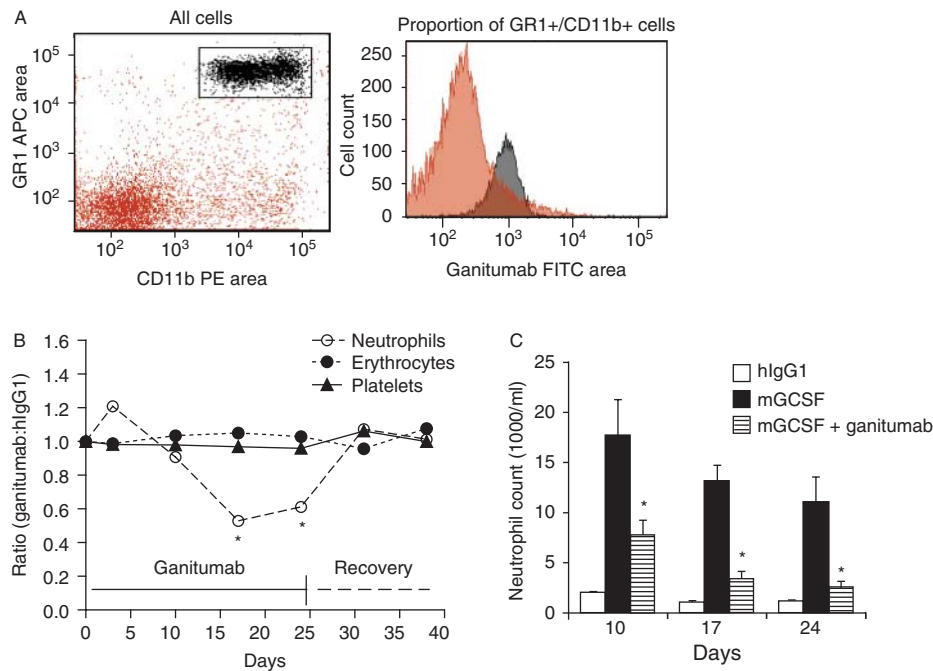 A
All cells
GR1 APC area
10⁵
10⁴
10³
10²
10² 10³ 10⁴ 10⁵
CD11b PE area
Proportion of GR1+/CD11b+ cells
Cell count
250
200
150
100
50
0
10² 10³ 10⁴ 10⁵
Ganitumab FITC area
B
Ratio (ganitumab:hIgG1)
1.6
1.4
1.2
1.0
0.8
0.6
0.4
0.2
0.0
Neutrophils
Erythrocytes
Platelets
* *
Ganitumab Recovery
0 5 10 15 20 25 30 35 40
Days
C
Neutrophil count (1000/ml)
25
20
15
10
5
0
hIgG1
mGCSF
mGCSF + ganitumab
* * *
10 17 24
Days